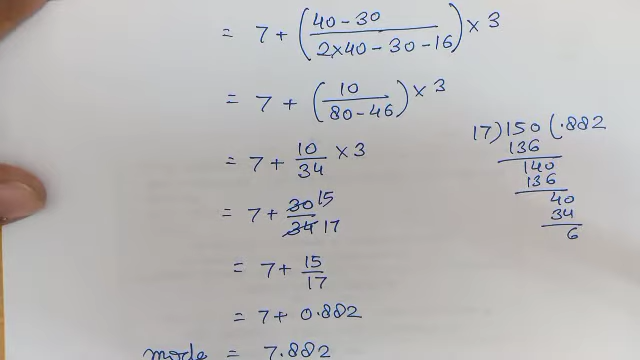 = 7 + (40 - 30 / 2×40 - 30 - 16) × 3
= 7 + (10 / 80 - 46) × 3
= 7 + 10/34 × 3
= 7 + 30 15 / 34 17
= 7 + 15/17
= 7 + 0.882
mode = 7.882
17)150(.882
136
140
136
40
34
6